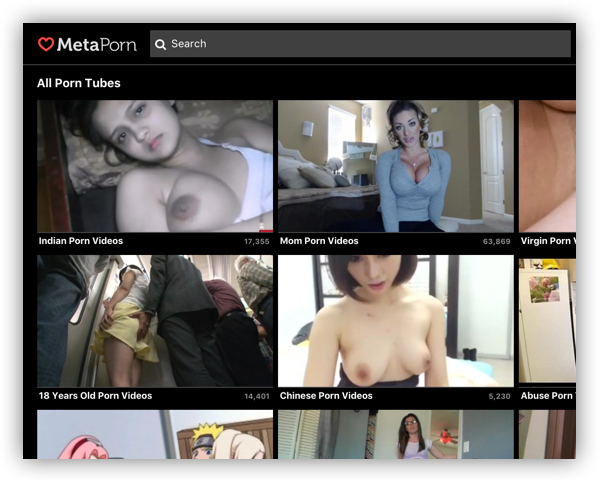 MetaPorn
Search
All Porn Tubes
Indian Porn Videos 17,355
Mom Porn Videos 63,869
Virgin Porn
18 Years Old Porn Videos 14,401
Chinese Porn Videos 5,230
Abuse Porn